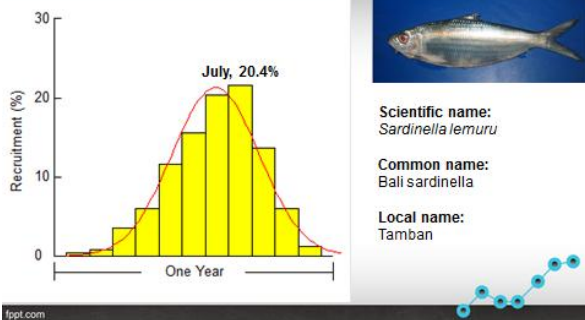 30
July, 20.4%
20
Recruitment (%)
10
0
One Year
Scientific name:
Sardinella lemuru
Common name:
Bali sardinella
Local name:
Tamban
fppt.com